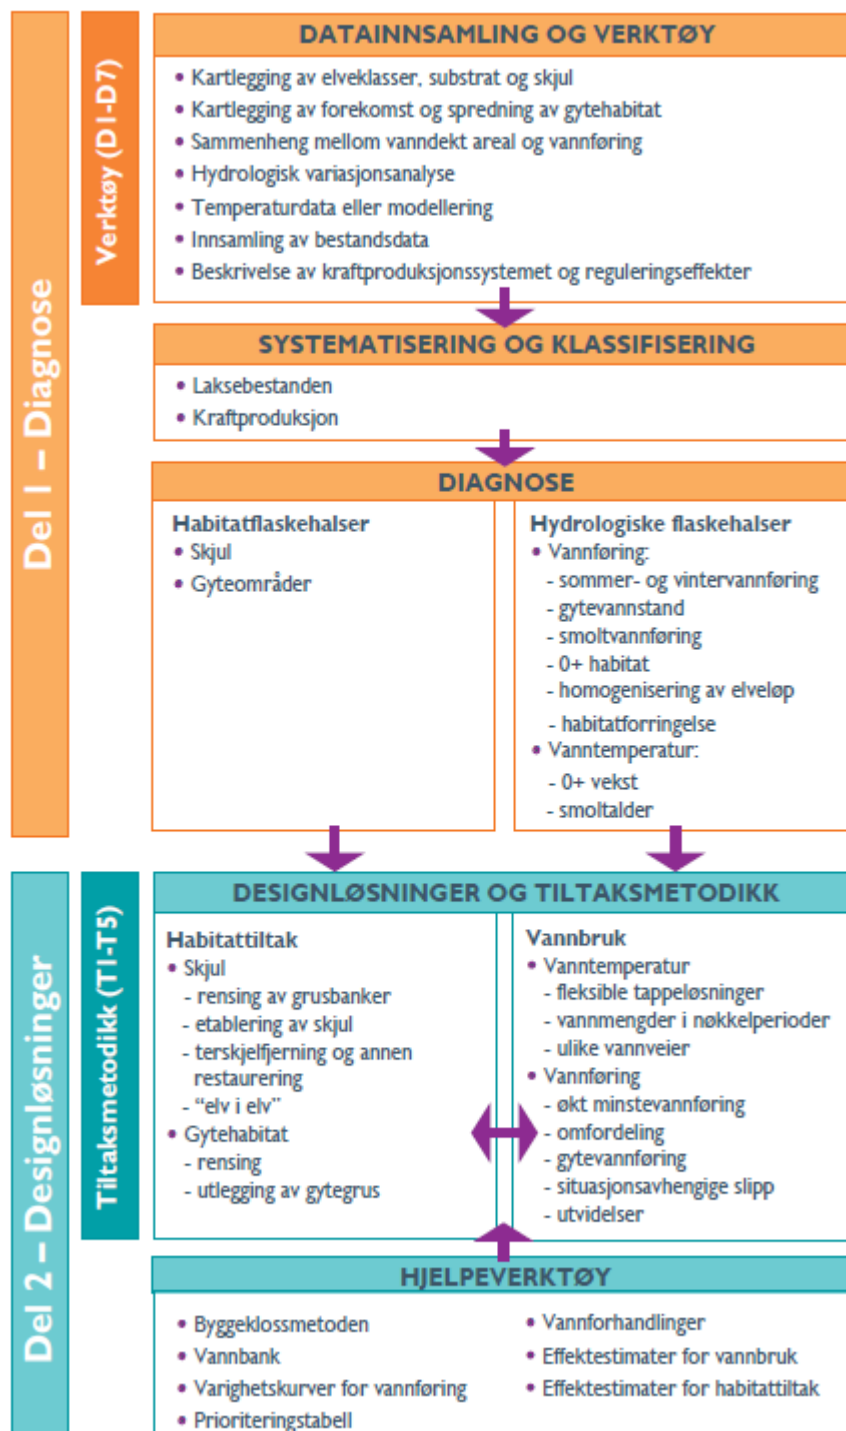 Del 1 – Diagnose
Verktøy (D1-D7)
DATAINNSAMLING OG VERKTØY
• Kartlegging av elveklasser, substrat og skjul
• Kartlegging av forekomst og spredning av gytehabitat
• Sammenheng mellom vanndekt areal og vannføring
• Hydrologisk variasjonsanalyse
• Temperaturdata eller modellering
• Innsamling av bestandsdata
• Beskrivelse av kraftproduksjonssystemet og reguleringseffekter
SYSTEMATISERING OG KLASSIFISERING
• Laksebestanden
• Kraftproduksjon
DIAGNOSE
Habitatflaskehalser
• Skjul
• Gyteområder
Hydrologiske flaskehalser
• Vannføring:
- sommer- og vintervannføring
- gytevannstand
- smoltvannføring
- 0+ habitat
- homogenisering av elveløp
- habitatforringelse
• Vanntemperatur:
- 0+ vekst
- smoltalder
Del 2 – Designløsninger
Tiltaksmetodikk (T1-T5)
DESIGNLØSNINGER OG TILTAKSMETODIKK
Habitattiltak
• Skjul
- rensing av grusbanker
- etablering av skjul
- terskjelfjerning og annen
restaurering
- “elv i elv”
• Gytehabitat
- rensing
- utlegging av gytegrus
Vannbruk
• Vanntemperatur
- fleksible tappeløsninger
- vannmengder i nøkkelperioder
- ulike vannveier
• Vannføring
- økt minstevannføring
- omfordeling
- gytevannføring
- situasjonsavhengige slipp
- utvidelser
HJELPEVERKTØY
• Byggeklossmetoden
• Vannbank
• Varighetskurver for vannføring
• Prioriteringstabell
• Vannforhandlinger
• Effektestimater for vannbruk
• Effektestimater for habitattiltak